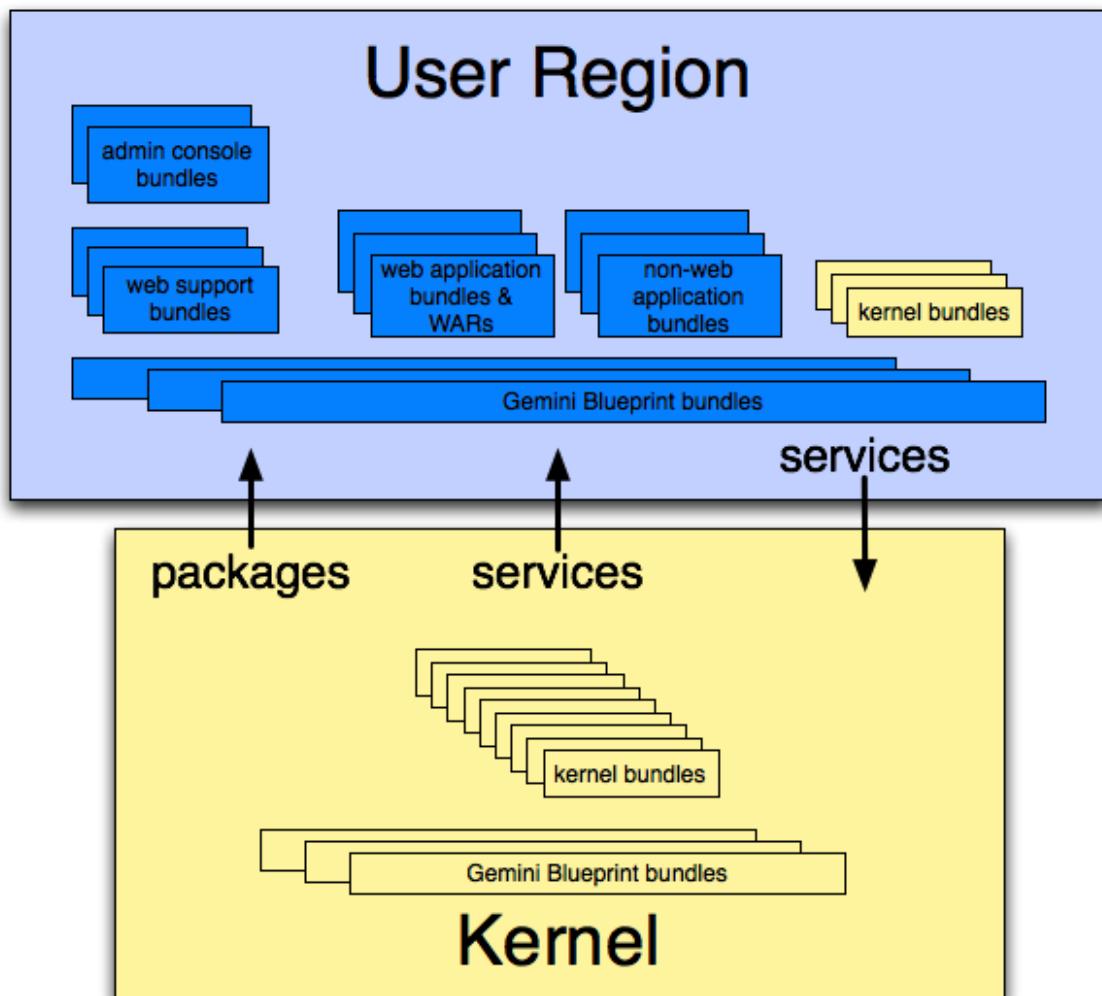 User Region
admin console
bundles
web support
bundles
web application
bundles &
WARs
non-web
application
bundles
kernel bundles
Gemini Blueprint bundles
services
packages
services
kernel bundles
Gemini Blueprint bundles
Kernel